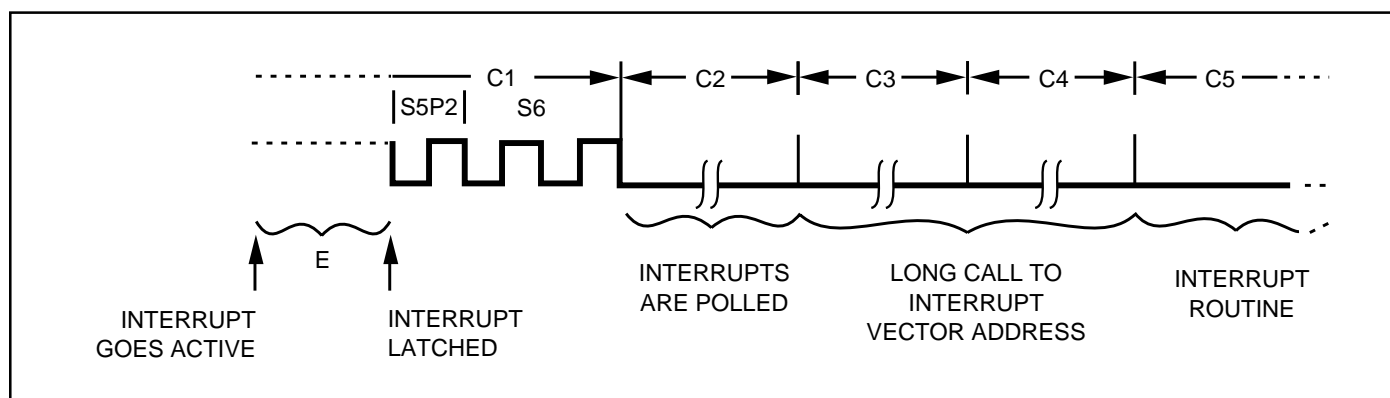 C1
C2
C3
C4
C5
S5P2
S6
E
INTERRUPT
GOES ACTIVE
INTERRUPT
LATCHED
INTERRUPTS
ARE POLLED
LONG CALL TO
INTERRUPT
VECTOR ADDRESS
INTERRUPT
ROUTINE